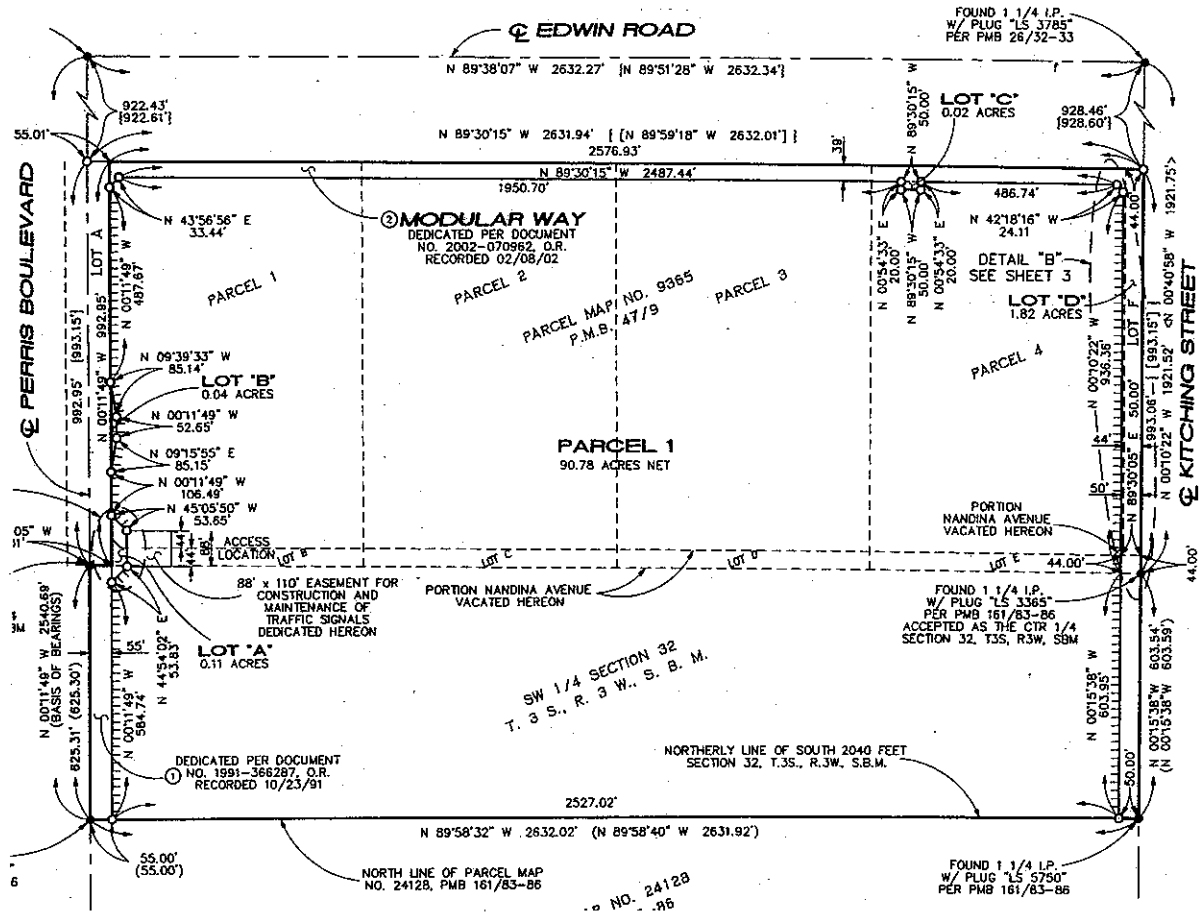 ℄ EDWIN ROAD
N 89°38'07" W 2632.27' {N 89°51'28" W 2632.34'}
FOUND 1 1/4 I.P.
W/ PLUG "LS 3785"
PER PMB 26/32-33
922.43'
{922.61'}
55.01'
N 89°30'15" W 2631.94' { [N 89°59'18" W 2632.01'] }
2576.93'
N 89°30'15" W 2487.44'
1950.70'
39'
N 89°30'15" W
50.00'
LOT "C"
0.02 ACRES
928.46'
{928.60'}
486.74'
N 43°56'56" E
33.44'
② MODULAR WAY
DEDICATED PER DOCUMENT
NO. 2002-070962, O.R.
RECORDED 02/08/02
N 00°54'33" E
20.00'
N 89°30'15" W
50.00'
N 00°54'33" E
20.00'
N 42°18'16" W
24.11
DETAIL "B"
SEE SHEET 3
LOT "D"
1.82 ACRES
44.00'
℄ PERRIS BOULEVARD
992.95' [993.15']
LOT A
N 00°11'49" W 992.95'
N 00°11'49" W
487.67'
PARCEL 1
PARCEL 2
PARCEL 3
PARCEL MAP NO. 9365
P.M.B. 47/9
PARCEL 4
N 00°10'22" W
936.36'
LOT F
N 89°30'05" E 50.00'
993.06' [993.15']
N 00°10'22" W 1921.52' <N 00°40'58" W 1921.75'>
℄ KITCHING STREET
N 09°39'33" W
85.14'
LOT "B"
0.04 ACRES
N 00°11'49" W
52.65'
N 09°15'55" E
85.15'
N 00°11'49" W
106.49'
N 45°05'50" W
53.65'
PARCEL 1
90.78 ACRES NET
44'
50'
05" W
31'
44'
44'
88'
ACCESS
LOCATION
LOT B
LOT C
LOT D
LOT E
PORTION
NANDINA AVENUE
VACATED HEREON
44.00'
44.00'
88' x 110' EASEMENT FOR
CONSTRUCTION AND
MAINTENANCE OF
TRAFFIC SIGNALS
DEDICATED HEREON
PORTION NANDINA AVENUE
VACATED HEREON
FOUND 1 1/4 I.P.
W/ PLUG "LS 3365"
PER PMB 161/83-86
ACCEPTED AS THE CTR 1/4
SECTION 32, T3S, R3W, SBM
3M
N 00°11'49" W 2540.69'
(BASIS OF BEARINGS)
625.31' (625.30')
55'
N 00°11'49" W
584.74'
N 44°54'02" E
53.83'
LOT "A"
0.11 ACRES
SW 1/4 SECTION 32
T. 3 S., R. 3 W., S. B. M.
N 00°15'38" W
603.95'
N 00°15'38"W 603.54'
(N 00°15'38"W 603.59')
DEDICATED PER DOCUMENT
① NO. 1991-366287, O.R.
RECORDED 10/23/91
NORTHERLY LINE OF SOUTH 2040 FEET
SECTION 32, T.3S., R.3W., S.B.M.
50.00'
2527.02'
N 89°58'32" W 2632.02' (N 89°58'40" W 2631.92')
55.00'
(55.00')
NORTH LINE OF PARCEL MAP
NO. 24128, PMB 161/83-86
FOUND 1 1/4 I.P.
W/ PLUG "LS 5750"
PER PMB 161/83-86
6
NO. 24128
-86